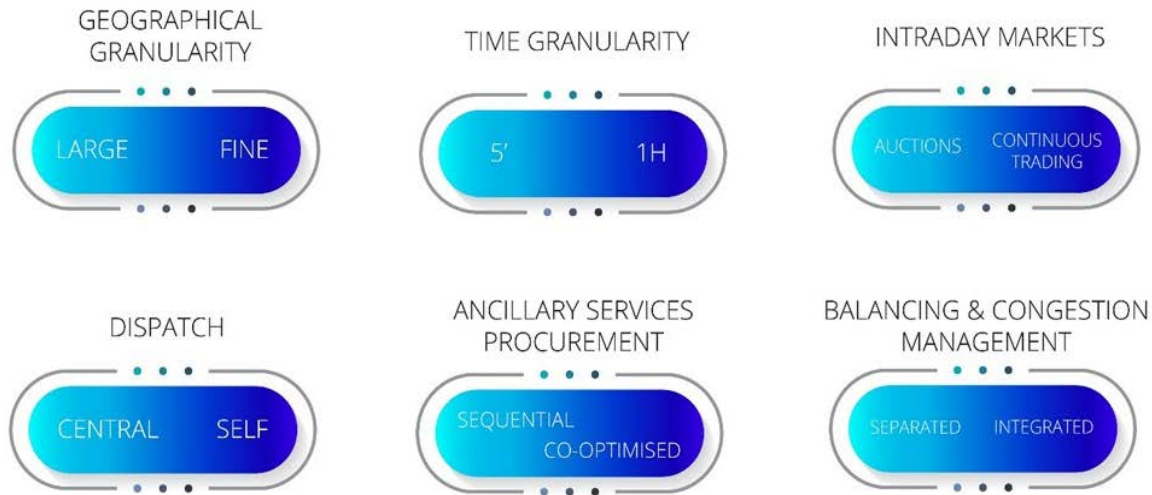 GEOGRAPHICAL
GRANULARITY
LARGE
FINE
TIME GRANULARITY
5’
1H
INTRADAY MARKETS
AUCTIONS
CONTINUOUS
TRADING
DISPATCH
CENTRAL
SELF
ANCILLARY SERVICES
PROCUREMENT
SEQUENTIAL
CO-OPTIMISED
BALANCING & CONGESTION
MANAGEMENT
SEPARATED
INTEGRATED